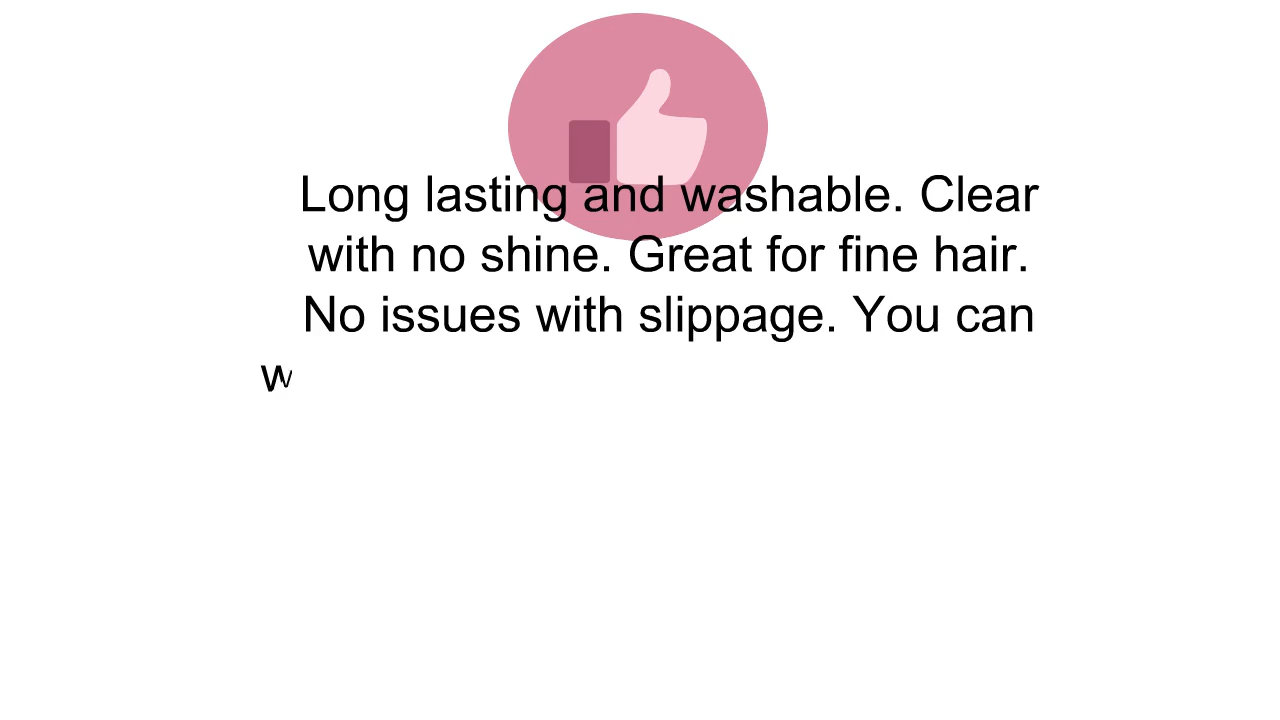 Long lasting and washable. Clear
with no shine. Great for fine hair.
No issues with slippage. You can